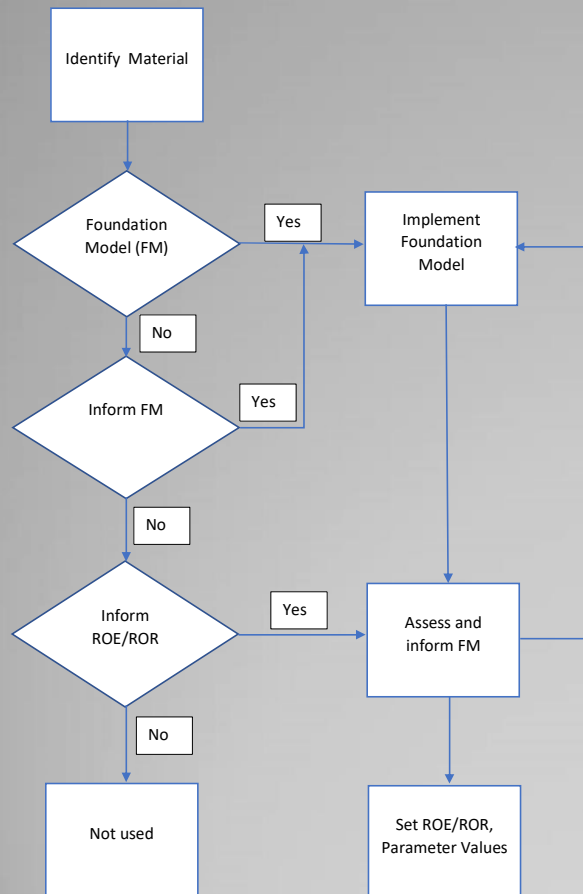 Identify Material
Foundation
Model (FM)
Yes
Implement
Foundation
Model
No
Inform FM
Yes
No
Inform
ROE/ROR
Yes
Assess and
inform FM
No
Not used
Set ROE/ROR,
Parameter Values